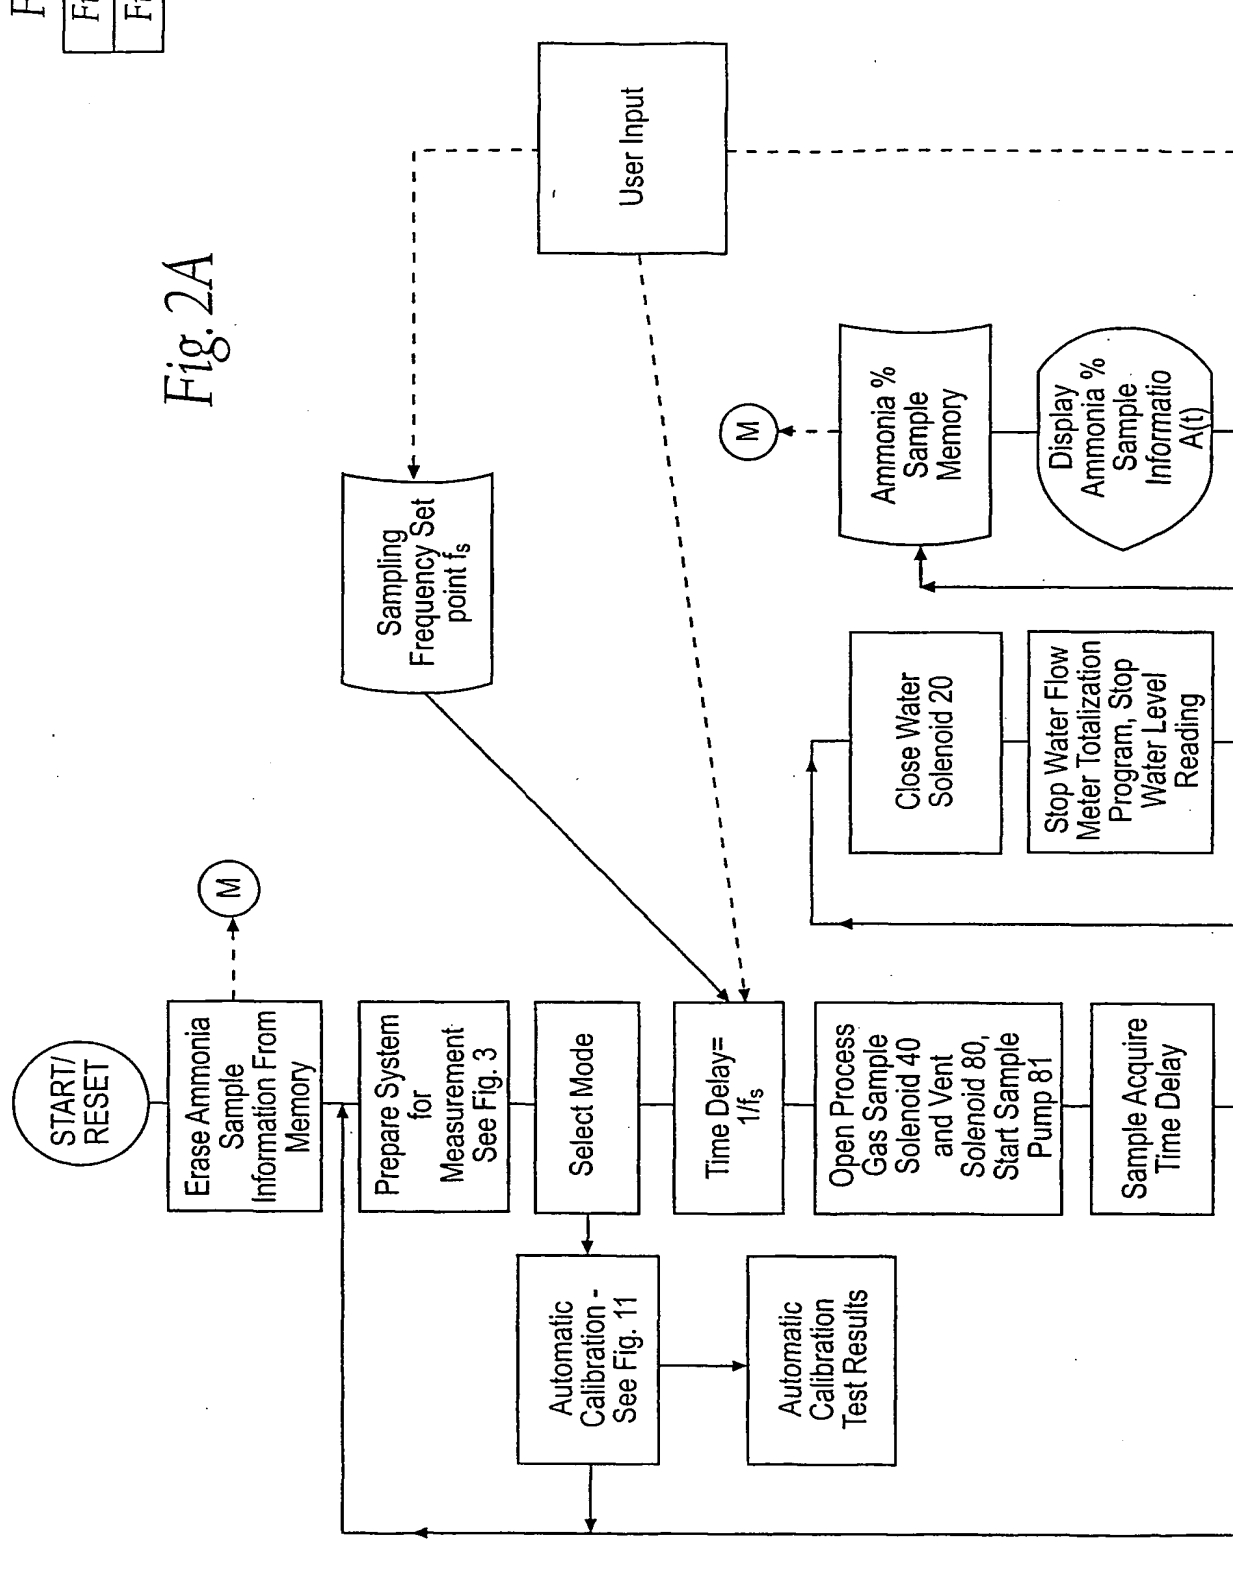 Fig. 2A
START/
RESET
Erase Ammonia
Sample
Information From
Memory
M
Prepare System
for
Measurement
See Fig. 3
Select Mode
Automatic
Calibration -
See Fig. 11
Automatic
Calibration
Test Results
Time Delay=
1/fs
Sampling
Frequency Set
point fs
User Input
Open Process
Gas Sample
Solenoid 40
and Vent
Solenoid 80,
Start Sample
Pump 81
Sample Acquire
Time Delay
Close Water
Solenoid 20
Stop Water Flow
Meter Totalization
Program, Stop
Water Level
Reading
M
Ammonia %
Sample
Memory
Display
Ammonia %
Sample
Informatio
A(t)